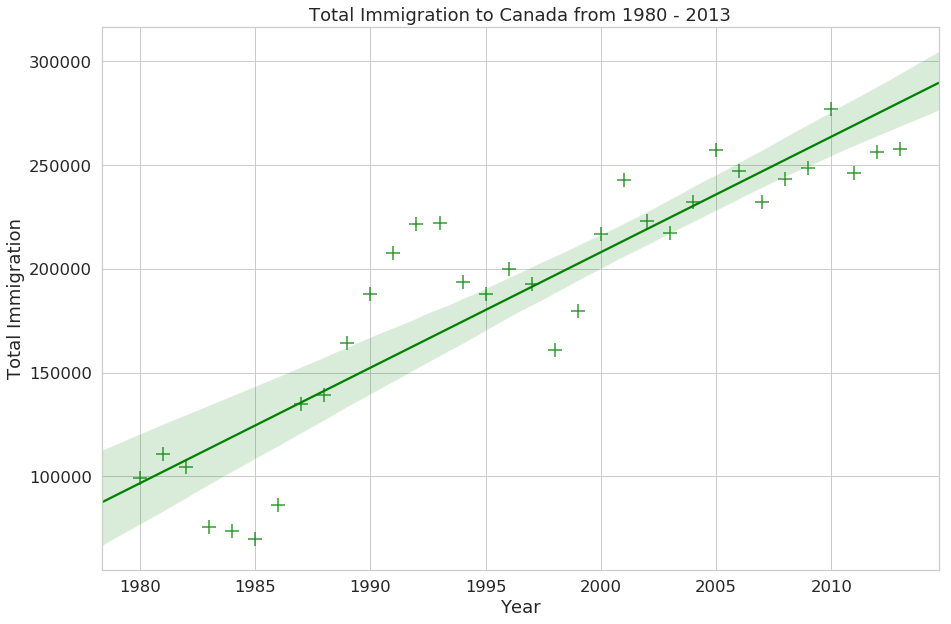 Total Immigration to Canada from 1980 - 2013
300000
250000
200000
150000
100000
Total Immigration
1980 1985 1990 1995 2000 2005 2010
Year